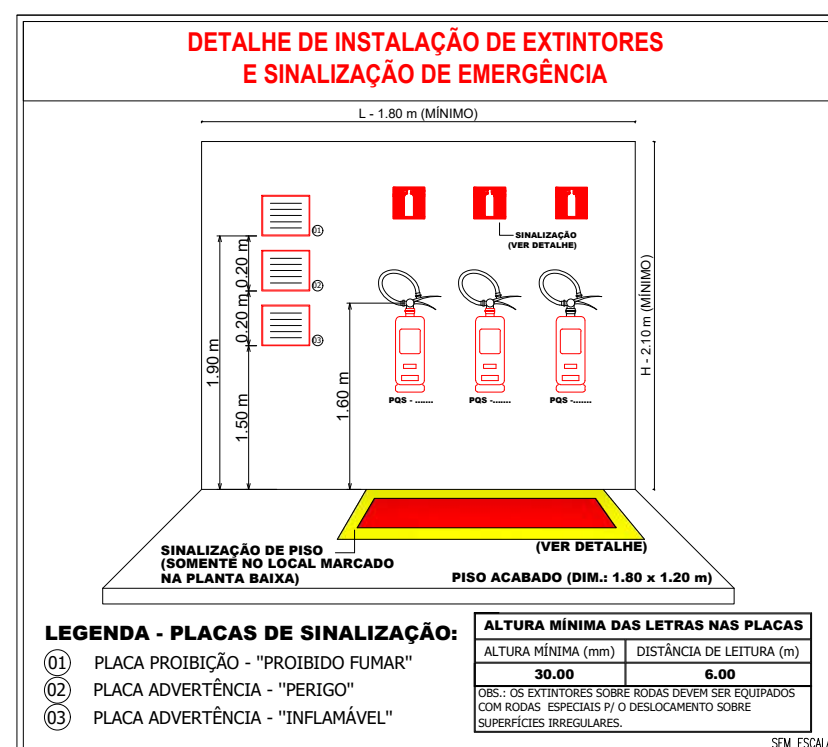 DETALHE DE INSTALAÇÃO DE EXTINTORES
E SINALIZAÇÃO DE EMERGÊNCIA
L - 1.80 m (MÍNIMO)
SINALIZAÇÃO
(VER DETALHE)
01
02
03
0.20 m
0.20 m
1.90 m
1.50 m
1.60 m
H - 2.10 m (MÍNIMO)
PQS - .......
PQS -.......
PQS -.......
SINALIZAÇÃO DE PISO
(SOMENTE NO LOCAL MARCADO
NA PLANTA BAIXA)
(VER DETALHE)
PISO ACABADO (DIM.: 1.80 x 1.20 m)
LEGENDA - PLACAS DE SINALIZAÇÃO:
01 PLACA PROIBIÇÃO - "PROIBIDO FUMAR"
02 PLACA ADVERTÊNCIA - "PERIGO"
03 PLACA ADVERTÊNCIA - "INFLAMÁVEL"
ALTURA MÍNIMA DAS LETRAS NAS PLACAS
ALTURA MÍNIMA (mm) DISTÂNCIA DE LEITURA (m)
30.00 6.00
OBS.: OS EXTINTORES SOBRE RODAS DEVEM SER EQUIPADOS
COM RODAS ESPECIAIS P/ O DESLOCAMENTO SOBRE
SUPERFÍCIES IRREGULARES.
SEM ESCALA